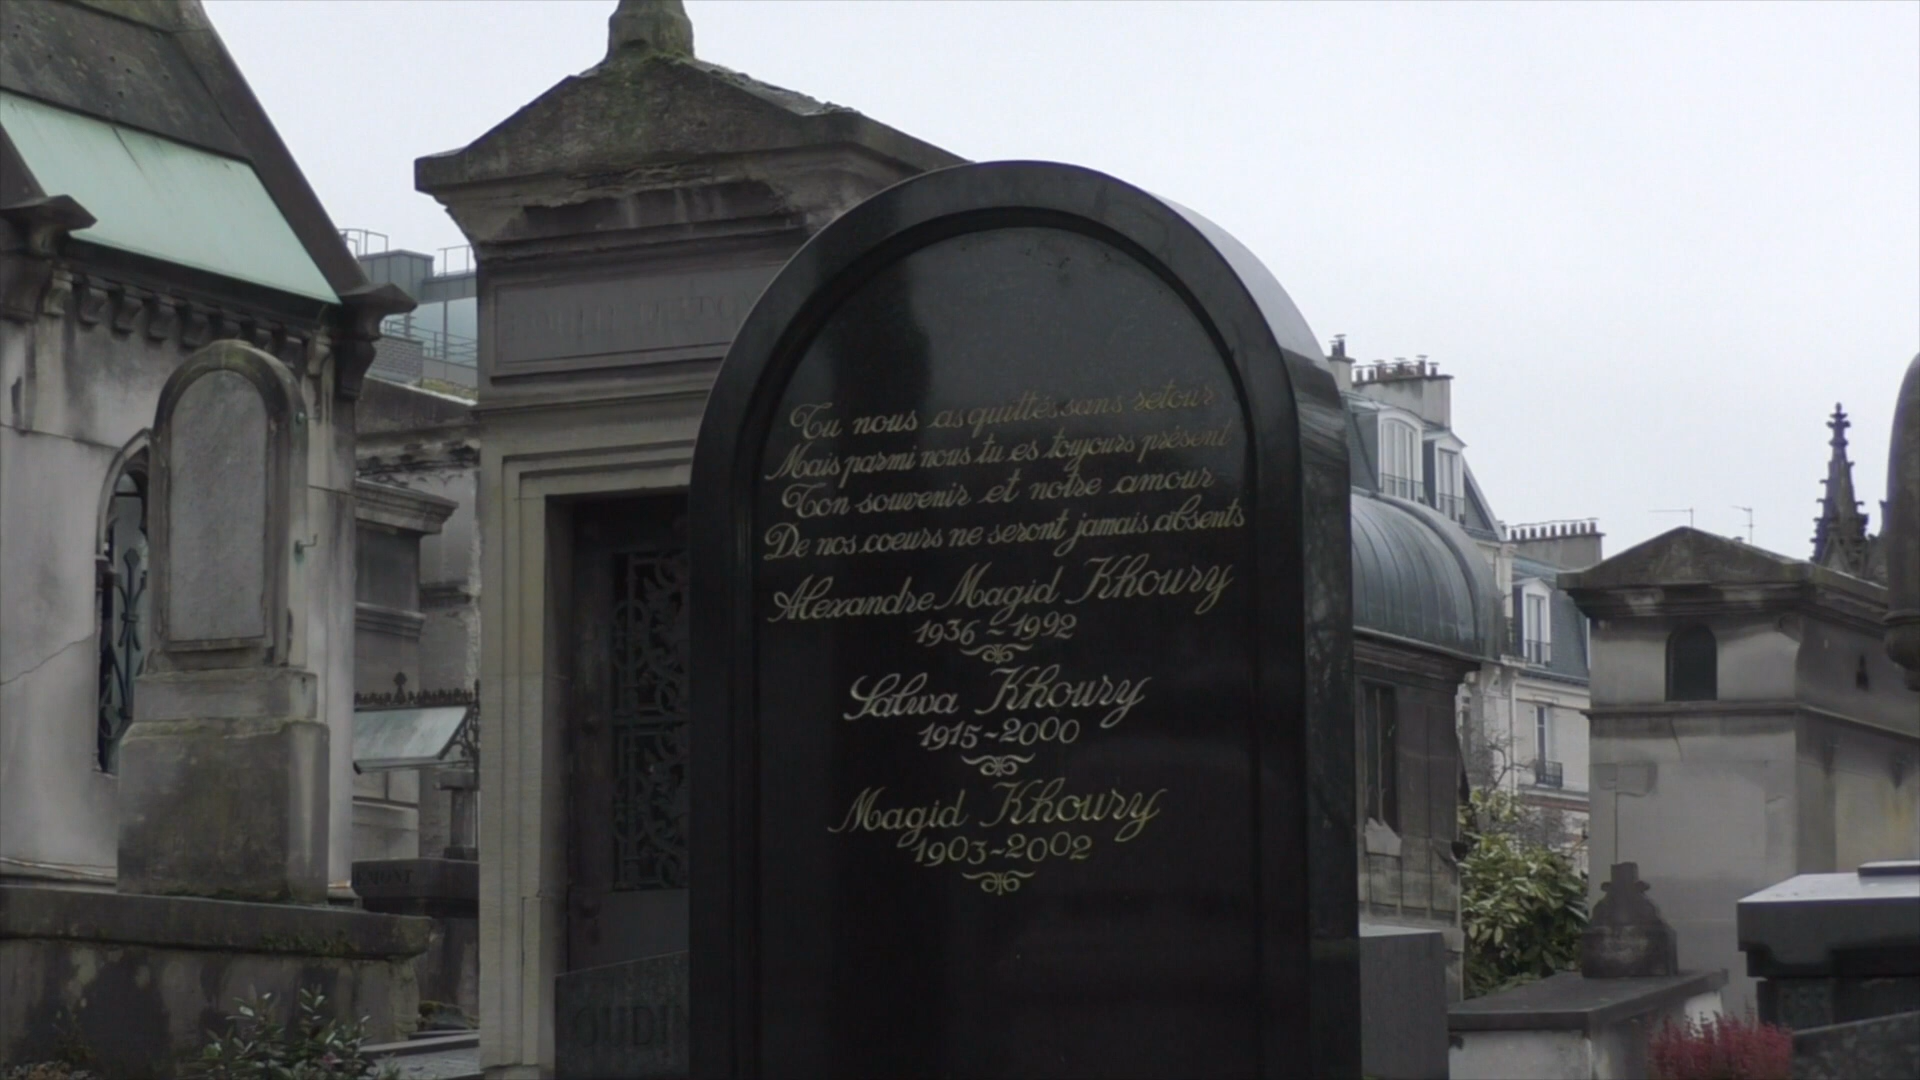 Tu nous as quittés sans retour
Mais parmi nous tu es toujours présent
Ton souvenir et notre amour
De nos coeurs ne seront jamais absents
Alexandre Magid Khoury
1936~1992
Salwa Khoury
1915~2000
Magid Khoury
1903~2002